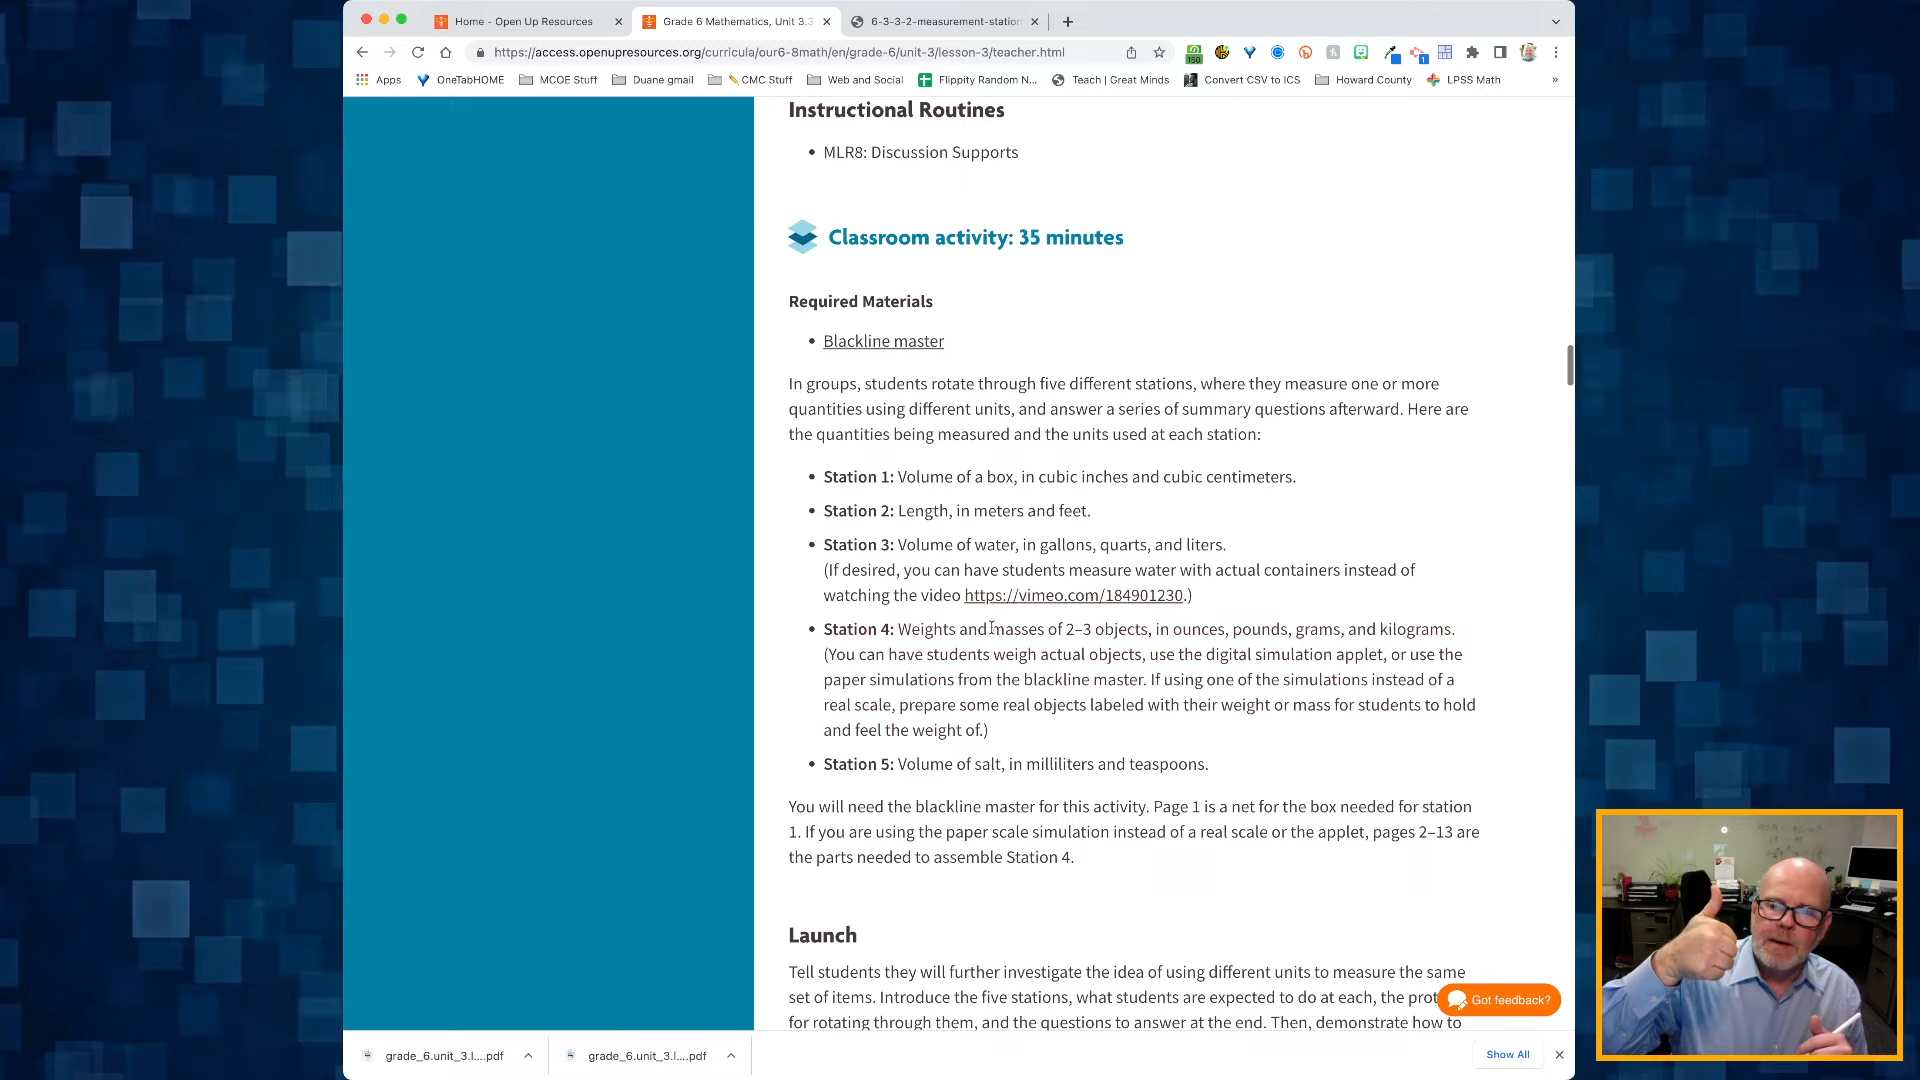 Home - Open Up Resources
Grade 6 Mathematics, Unit 3.3
6-3-3-2-measurement-station
https://access.openupresources.org/curricula/our6-8math/en/grade-6/unit-3/lesson-3/teacher.html
150
1
Apps
OneTabHOME
MCOE Stuff
Duane gmail
CMC Stuff
Web and Social
Flippity Random N...
Teach | Great Minds
Convert CSV to ICS
Howard County
LPSS Math
»
Instructional Routines
• MLR8: Discussion Supports
Classroom activity: 35 minutes
Required Materials
• Blackline master
In groups, students rotate through five different stations, where they measure one or more
quantities using different units, and answer a series of summary questions afterward. Here are
the quantities being measured and the units used at each station:
• Station 1: Volume of a box, in cubic inches and cubic centimeters.
• Station 2: Length, in meters and feet.
• Station 3: Volume of water, in gallons, quarts, and liters.
(If desired, you can have students measure water with actual containers instead of
watching the video https://vimeo.com/184901230.)
• Station 4: Weights and masses of 2–3 objects, in ounces, pounds, grams, and kilograms.
(You can have students weigh actual objects, use the digital simulation applet, or use the
paper simulations from the blackline master. If using one of the simulations instead of a
real scale, prepare some real objects labeled with their weight or mass for students to hold
and feel the weight of.)
• Station 5: Volume of salt, in milliliters and teaspoons.
You will need the blackline master for this activity. Page 1 is a net for the box needed for station
1. If you are using the paper scale simulation instead of a real scale or the applet, pages 2–13 are
the parts needed to assemble Station 4.
Launch
Tell students they will further investigate the idea of using different units to measure the same
set of items. Introduce the five stations, what students are expected to do at each, the prot
for rotating through them, and the questions to answer at the end. Then, demonstrate how to
Got feedback?
grade_6.unit_3.l....pdf
grade_6.unit_3.l....pdf
Show All